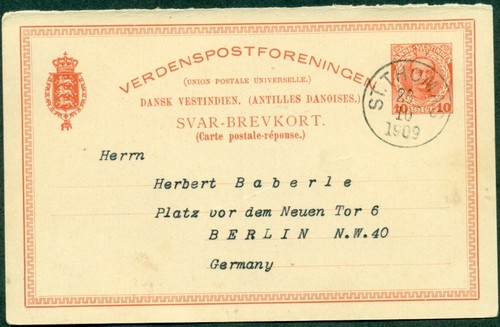 VERDENSPOSTFORENINGEN
(UNION POSTALE UNIVERSELLE.)
DANSK VESTINDIEN. (ANTILLES DANOISES.)
SVAR-BREVKORT.
(Carte postale-réponse.)
ST. THOMAS
25
10
1909
10
Herrn
Herbert Baberle
Platz vor dem Neuen Tor 6
BERLIN N.W.40
Germany